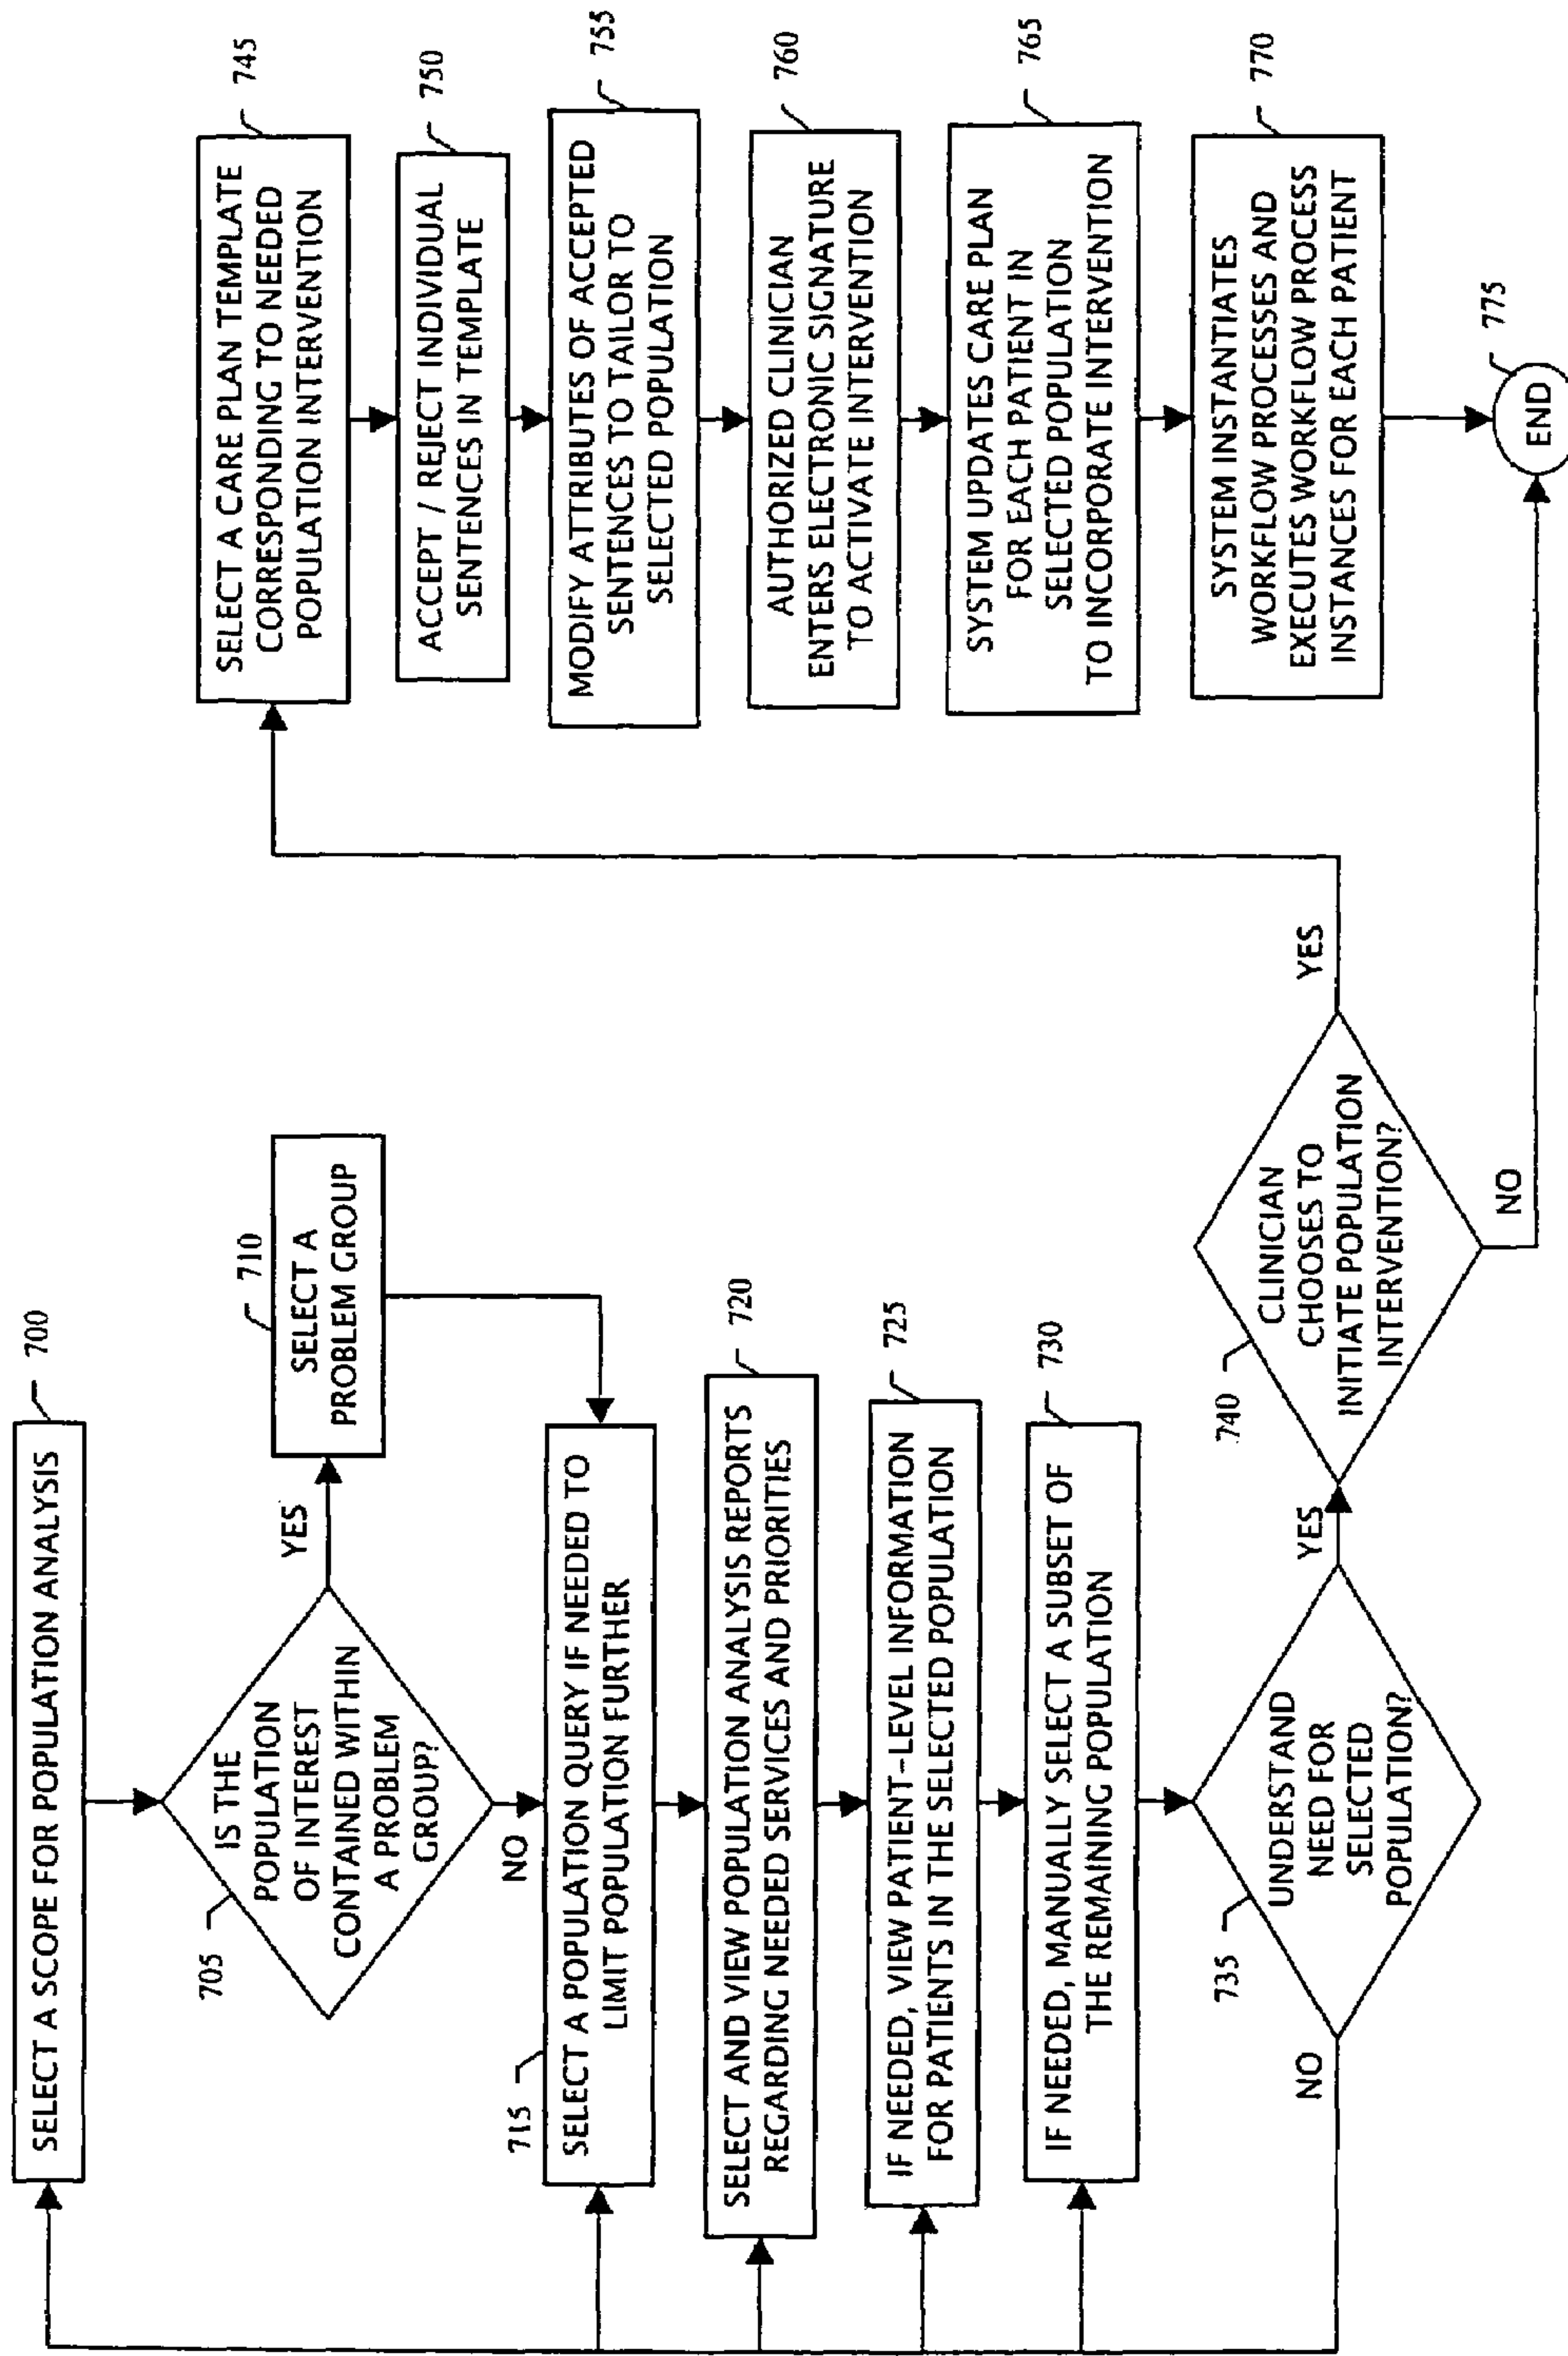 SELECT A SCOPE FOR POPULATION ANALYSIS
700
IS THE
POPULATION
OF INTEREST
CONTAINED WITHIN
A PROBLEM
GROUP?
705
YES
NO
710
SELECT A
PROBLEM GROUP
715
SELECT A POPULATION QUERY IF NEEDED TO
LIMIT POPULATION FURTHER
720
SELECT AND VIEW POPULATION ANALYSIS REPORTS
REGARDING NEEDED SERVICES AND PRIORITIES
725
IF NEEDED, VIEW PATIENT-LEVEL INFORMATION
FOR PATIENTS IN THE SELECTED POPULATION
730
IF NEEDED, MANUALLY SELECT A SUBSET OF
THE REMAINING POPULATION
735
UNDERSTAND
NEED FOR
SELECTED
POPULATION?
NO
YES
740
CLINICIAN
CHOOSES TO
INITIATE POPULATION
INTERVENTION?
YES
NO
745
SELECT A CARE PLAN TEMPLATE
CORRESPONDING TO NEEDED
POPULATION INTERVENTION
750
ACCEPT / REJECT INDIVIDUAL
SENTENCES IN TEMPLATE
755
MODIFY ATTRIBUTES OF ACCEPTED
SENTENCES TO TAILOR TO
SELECTED POPULATION
760
AUTHORIZED CLINICIAN
ENTERS ELECTRONIC SIGNATURE
TO ACTIVATE INTERVENTION
765
SYSTEM UPDATES CARE PLAN
FOR EACH PATIENT IN
SELECTED POPULATION
TO INCORPORATE INTERVENTION
770
SYSTEM INSTANTIATES
WORKFLOW PROCESSES AND
EXECUTES WORKFLOW PROCESS
INSTANCES FOR EACH PATIENT
775
END